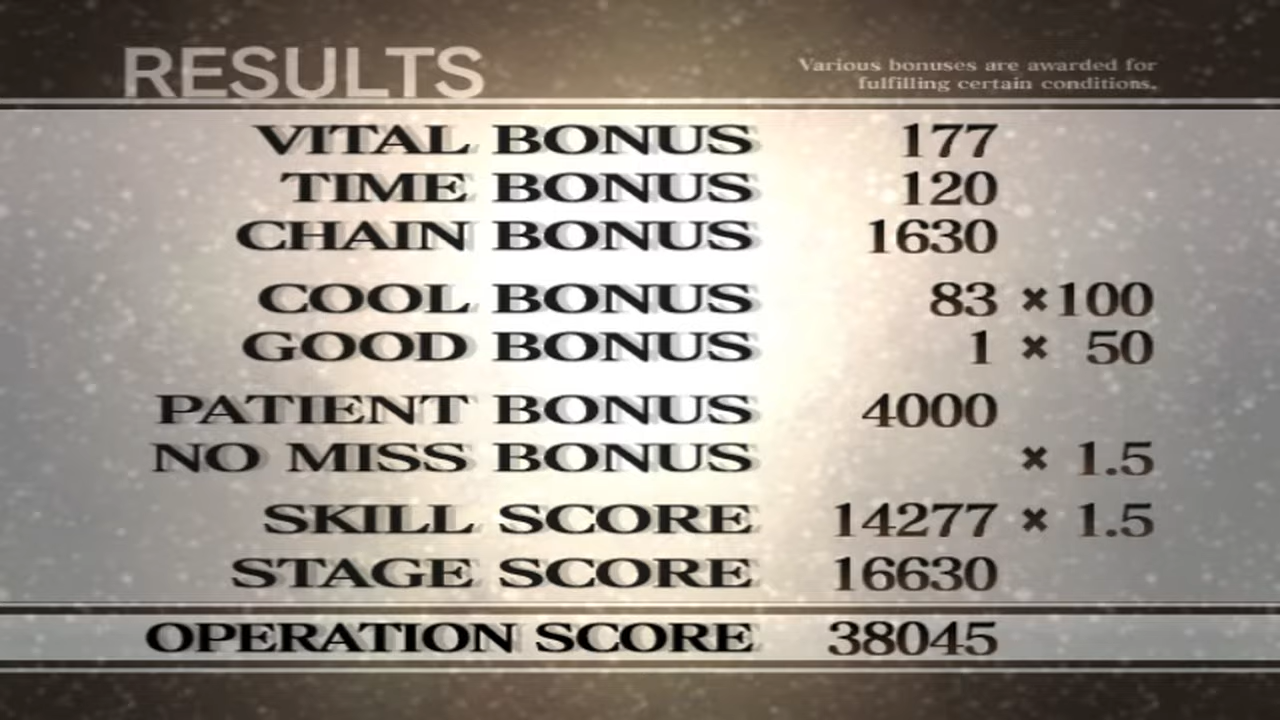 RESULTS
Various bonuses are awarded for
fulfilling certain conditions.
VITAL BONUS 177
TIME BONUS 120
CHAIN BONUS 1630
COOL BONUS 83 ×100
GOOD BONUS 1 × 50
PATIENT BONUS 4000
NO MISS BONUS × 1.5
SKILL SCORE 14277 × 1.5
STAGE SCORE 16630
OPERATION SCORE 38045